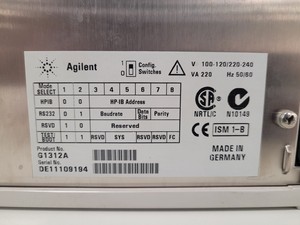 Agilent
1
0
Config.
Switches
V 100-120/220-240
VA 220 Hz 50/60
Mode SELECT 1 2 3 4 5 6 7 8
HPIB 0 0 HP-IB Address
RS232 0 1 Baudrate Data Bits Parity
RSVD 1 0 Reserved
TEST/BOOT 1 1 RSVD SYS RSVD RSVD FC
NRTL/C
N10149
ISM 1-B
Product No.
G1312A
Serial No.
DE11109194
MADE IN
GERMANY